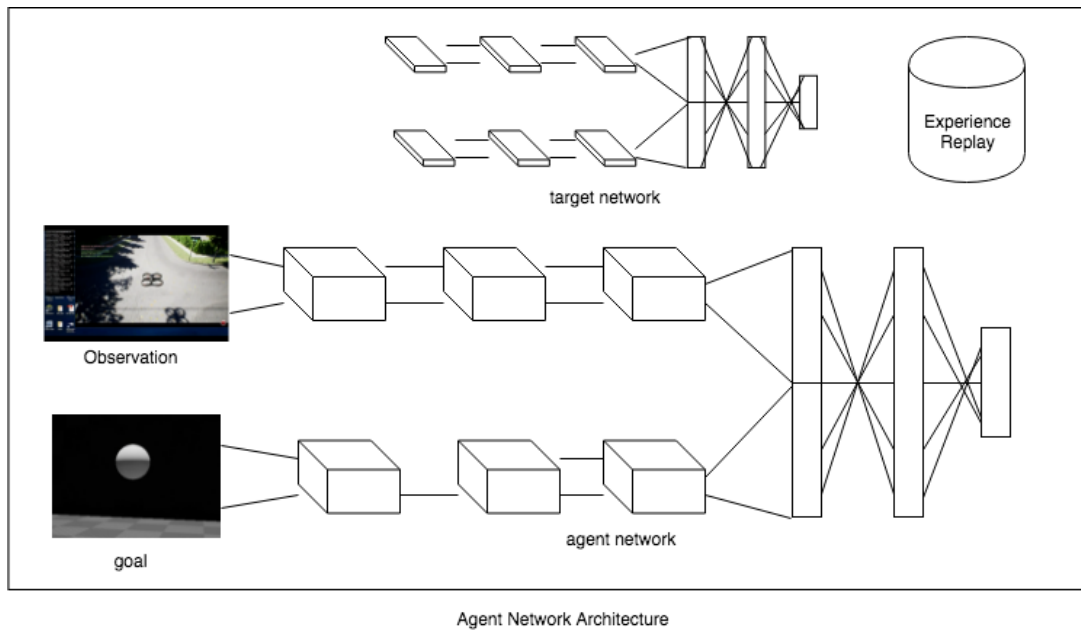 Experience
Replay
target network
Observation
agent network
goal
Agent Network Architecture